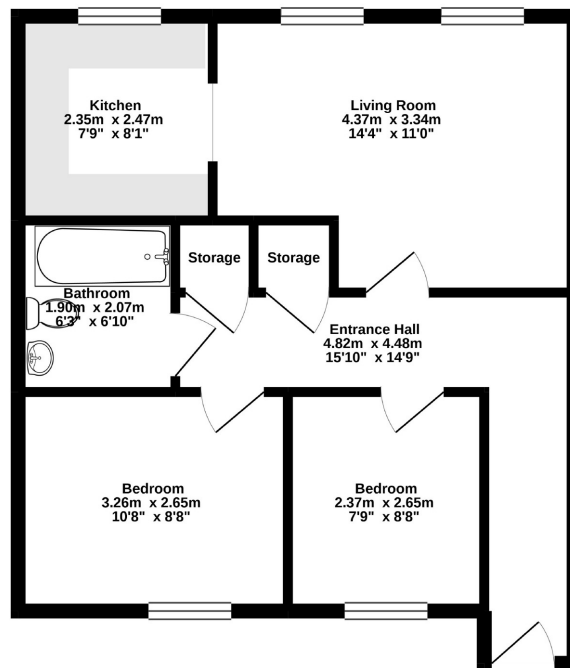 Kitchen
2.35m x 2.47m
7'9" x 8'1"
Living Room
4.37m x 3.34m
14'4" x 11'0"
Storage
Storage
Bathroom
1.90m x 2.07m
6'3" x 6'10"
Entrance Hall
4.82m x 4.48m
15'10" x 14'9"
Bedroom
3.26m x 2.65m
10'8" x 8'8"
Bedroom
2.37m x 2.65m
7'9" x 8'8"